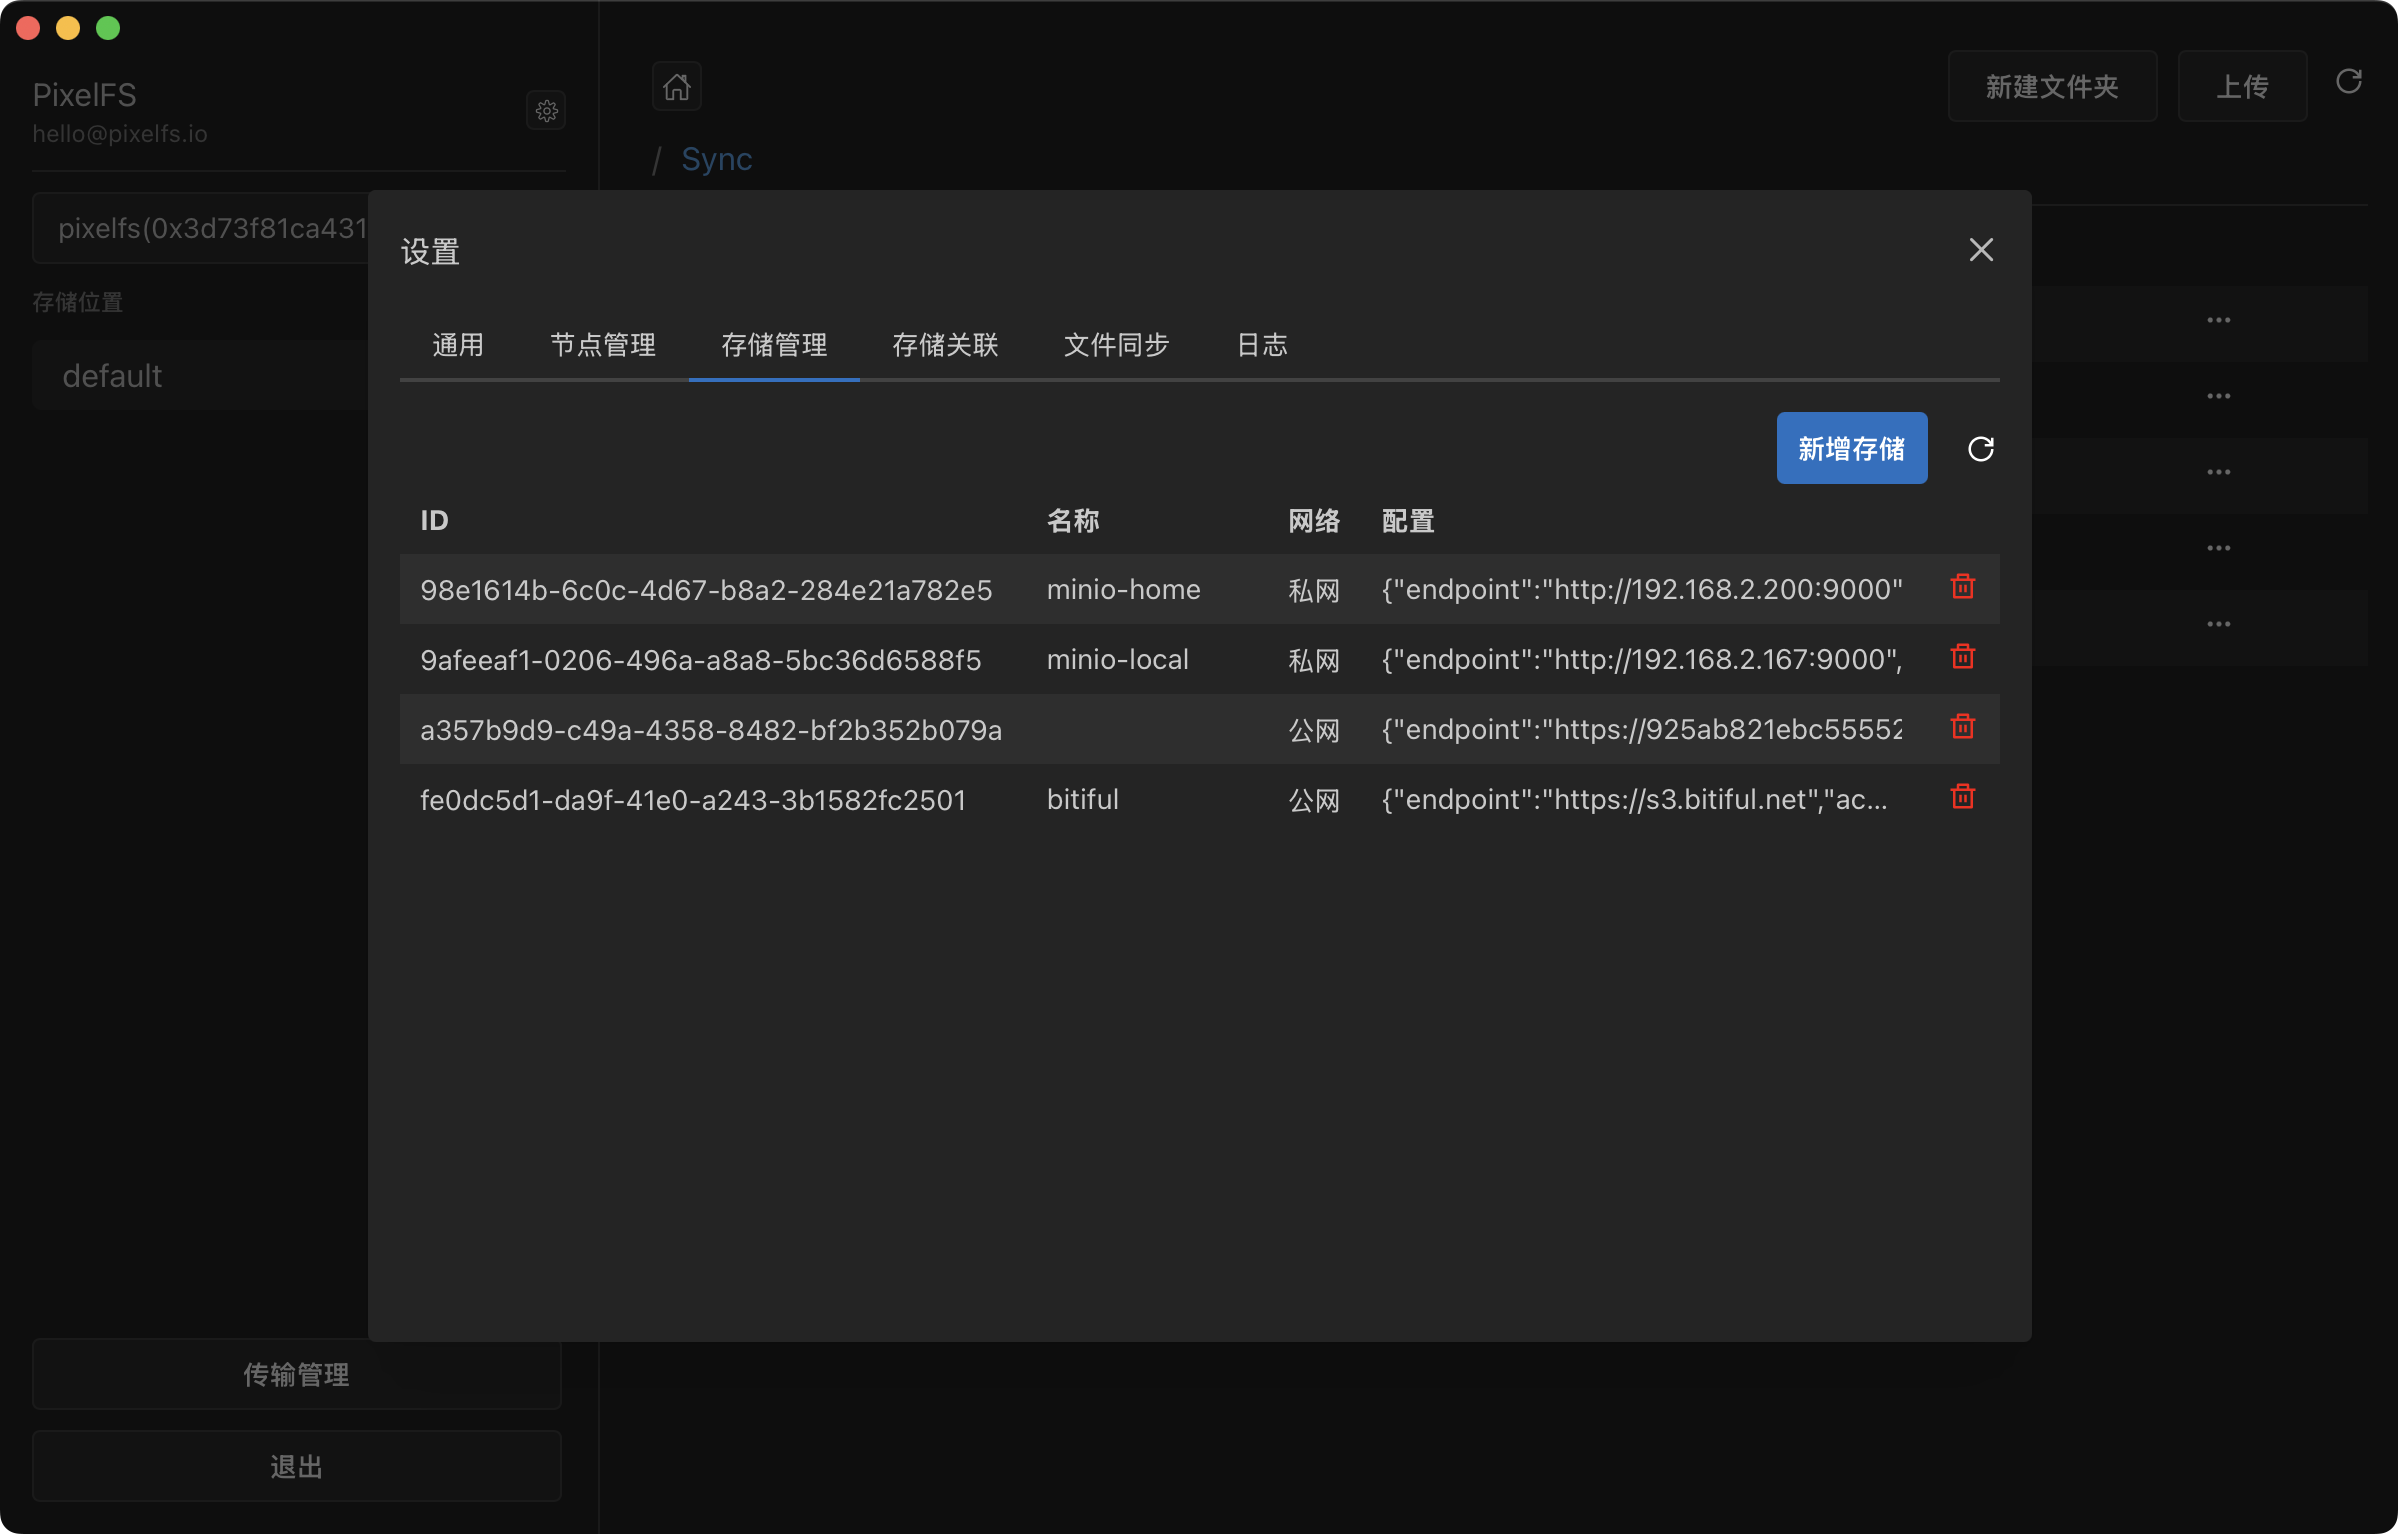 PixelFS
hello@pixelfs.io
新建文件夹
上传
/ Sync
pixelfs(0x3d73f81ca431
存储位置
default
设置
通用 节点管理 存储管理 存储关联 文件同步 日志
新增存储
ID 名称 网络 配置
98e1614b-6c0c-4d67-b8a2-284e21a782e5 minio-home 私网 {"endpoint":"http://192.168.2.200:9000"
9afeeaf1-0206-496a-a8a8-5bc36d6588f5 minio-local 私网 {"endpoint":"http://192.168.2.167:9000",
a357b9d9-c49a-4358-8482-bf2b352b079a 公网 {"endpoint":"https://925ab821ebc55552
fe0dc5d1-da9f-41e0-a243-3b1582fc2501 bitiful 公网 {"endpoint":"https://s3.bitiful.net","ac...
传输管理
退出